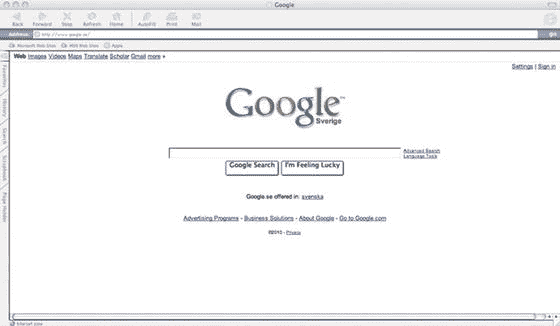 Google
Back Forward Stop Refresh Home AutoFill Print Mail
Address: http://www.google.se/ go
Microsoft Web Sites MSN Web Sites Apple
Favorites
History
Search
Scrapbook
Page Holder
Web Images Videos Maps Translate Scholar Gmail more
Settings | Sign in
Google™
Sverige
Advanced Search
Language Tools
Google Search I'm Feeling Lucky
Google.se offered in: svenska
Advertising Programs - Business Solutions - About Google - Go to Google.com
©2010 - Privacy
Internet zone